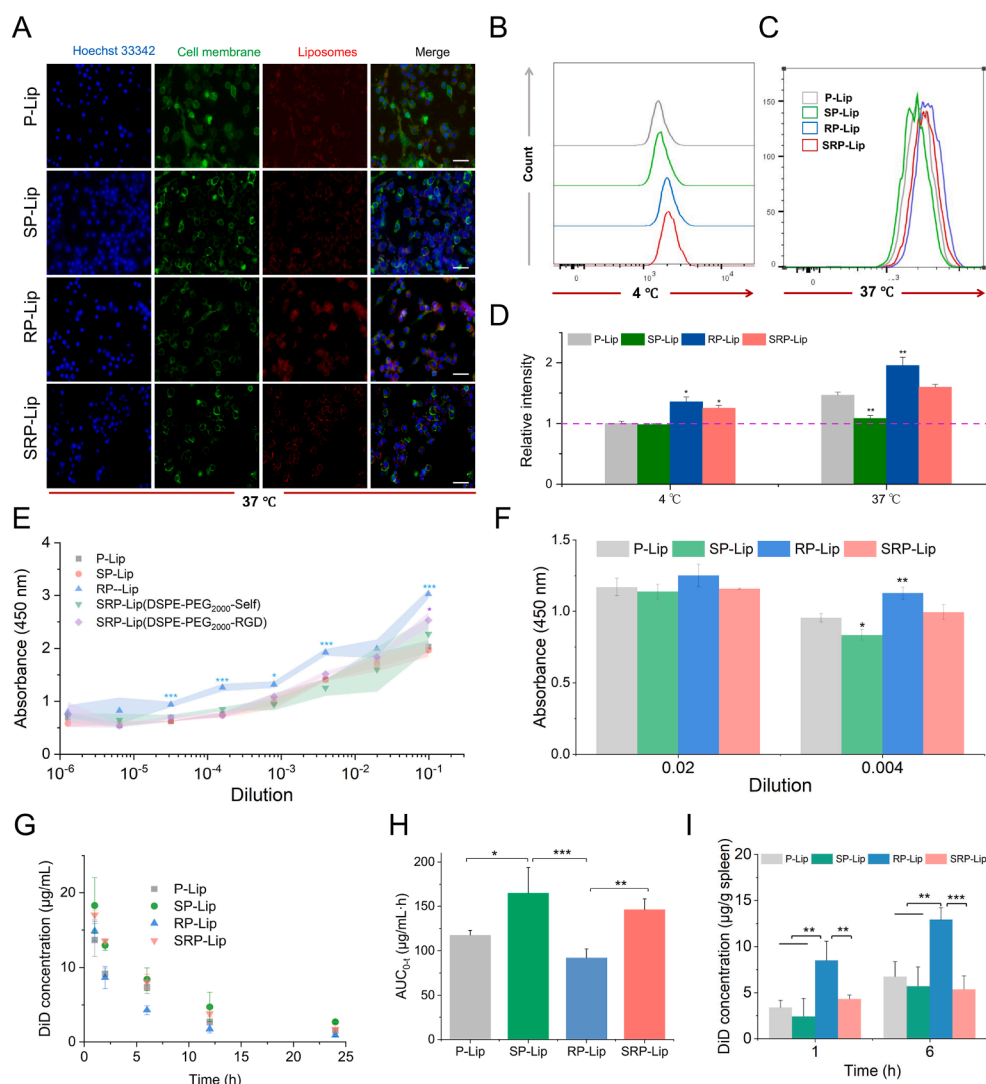 A
Hoechst 33342
Cell membrane
Liposomes
Merge
P-Lip
SP-Lip
RP-Lip
SRP-Lip
37 ℃
B
Count
0
10³
10⁴
4 ℃
C
P-Lip
SP-Lip
RP-Lip
SRP-Lip
150
100
50
0
0
37 ℃
D
P-Lip
SP-Lip
RP-Lip
SRP-Lip
Relative intensity
2
1
0
*
*
**
**
4 ℃
37 ℃
E
P-Lip
SP-Lip
RP--Lip
SRP-Lip(DSPE-PEG₂₀₀₀-Self)
SRP-Lip(DSPE-PEG₂₀₀₀-RGD)
Absorbance (450 nm)
4
3
2
1
0
***
***
*
***
***
*
10⁻⁶
10⁻⁵
10⁻⁴
10⁻³
10⁻²
10⁻¹
Dilution
F
P-Lip
SP-Lip
RP-Lip
SRP-Lip
Absorbance (450 nm)
1.5
1.0
0.5
0.0
*
**
0.02
0.004
Dilution
G
P-Lip
SP-Lip
RP-Lip
SRP-Lip
DiD concentration (μg/mL)
20
10
0
0
5
10
15
20
25
Time (h)
H
AUC₀₋ₜ (μg/mL·h)
200
150
100
50
0
*
***
**
P-Lip
SP-Lip
RP-Lip
SRP-Lip
I
P-Lip
SP-Lip
RP-Lip
SRP-Lip
DiD concentration (μg/g spleen)
20
15
10
5
0
**
**
**
***
1
6
Time (h)